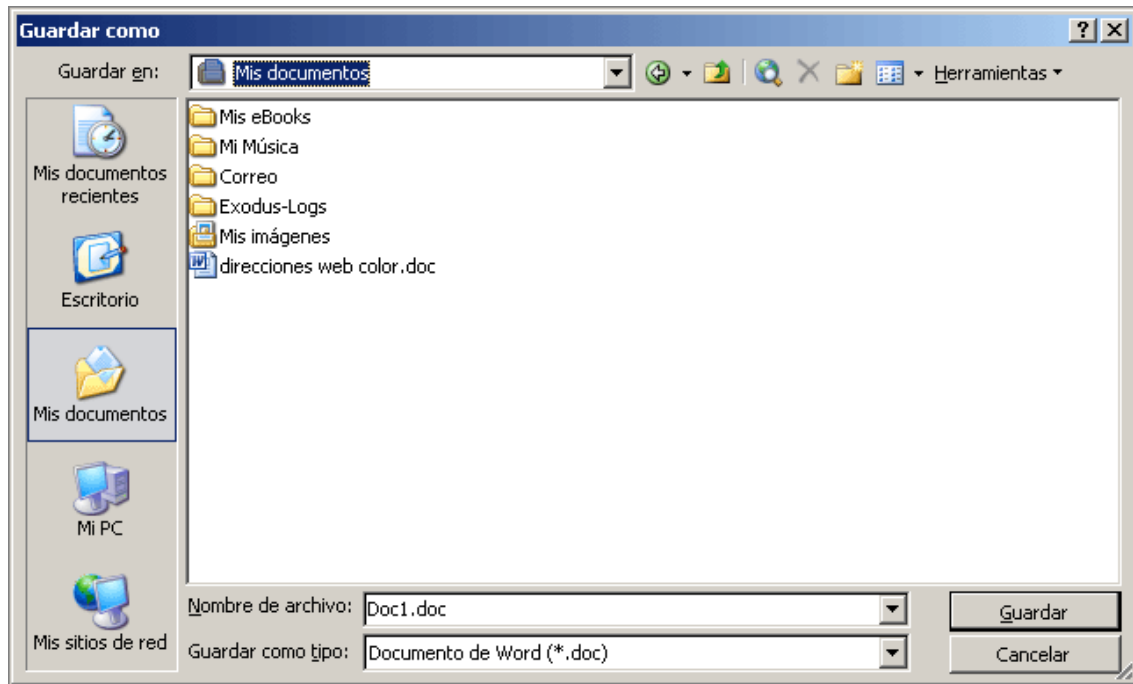 Guardar como
Guardar en:
Mis documentos
Herramientas
Mis documentos
recientes
Escritorio
Mis documentos
Mi PC
Mis sitios de red
Mis eBooks
Mi Música
Correo
Exodus-Logs
Mis imágenes
direcciones web color.doc
Nombre de archivo: Doc1.doc
Guardar
Guardar como tipo: Documento de Word (*.doc)
Cancelar